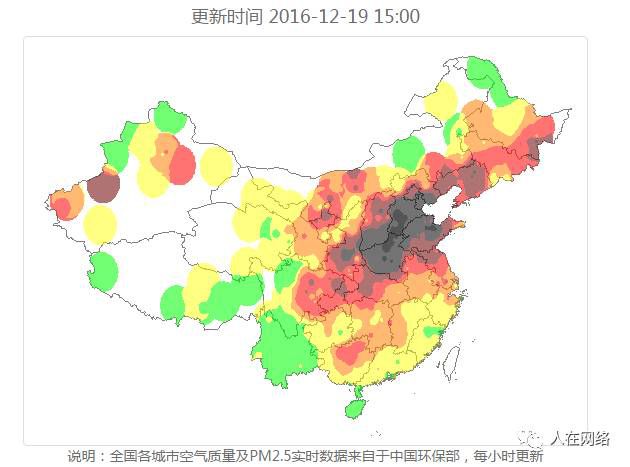 更新时间 2016-12-19 15:00
人在网络
说明：全国各城市空气质量及PM2.5实时数据来自于中国环保部，每小时更新